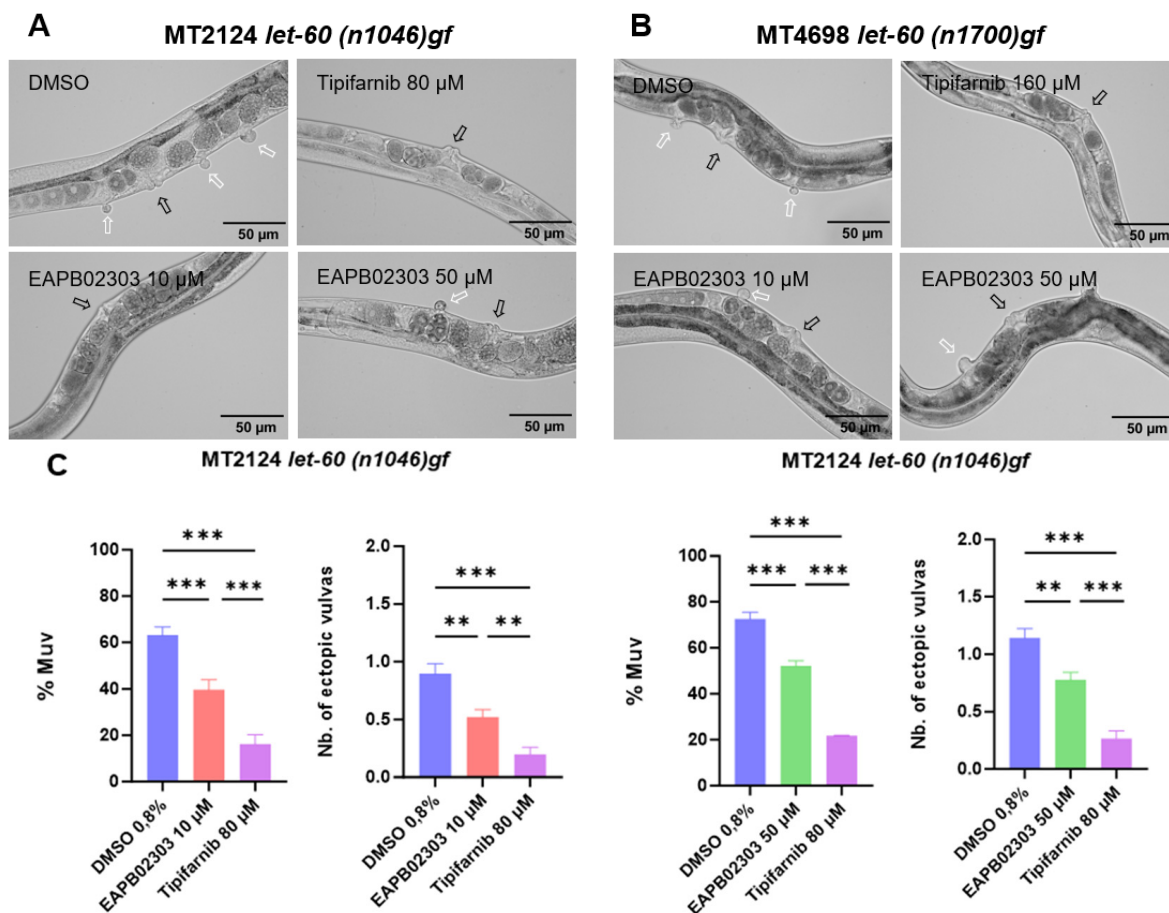 A
MT2124 let-60 (n1046)gf
DMSO
50 µm
Tipifarnib 80 µM
50 µm
EAPB02303 10 µM
50 µm
EAPB02303 50 µM
50 µm
B
MT4698 let-60 (n1700)gf
DMSO
50 µm
Tipifarnib 160 µM
50 µm
EAPB02303 10 µM
50 µm
EAPB02303 50 µM
50 µm
C
MT2124 let-60 (n1046)gf
% Muv
100
80
60
40
20
0
***
*** ***
DMSO 0,8%
EAPB02303 10 µM
Tipifarnib 80 µM
Nb. of ectopic vulvas
2.0
1.5
1.0
0.5
0.0
***
** **
DMSO 0,8%
EAPB02303 10 µM
Tipifarnib 80 µM
MT2124 let-60 (n1046)gf
% Muv
100
80
60
40
20
0
***
*** ***
DMSO 0,8%
EAPB02303 50 µM
Tipifarnib 80 µM
Nb. of ectopic vulvas
2.0
1.5
1.0
0.5
0.0
***
** ***
DMSO 0,8%
EAPB02303 50 µM
Tipifarnib 80 µM